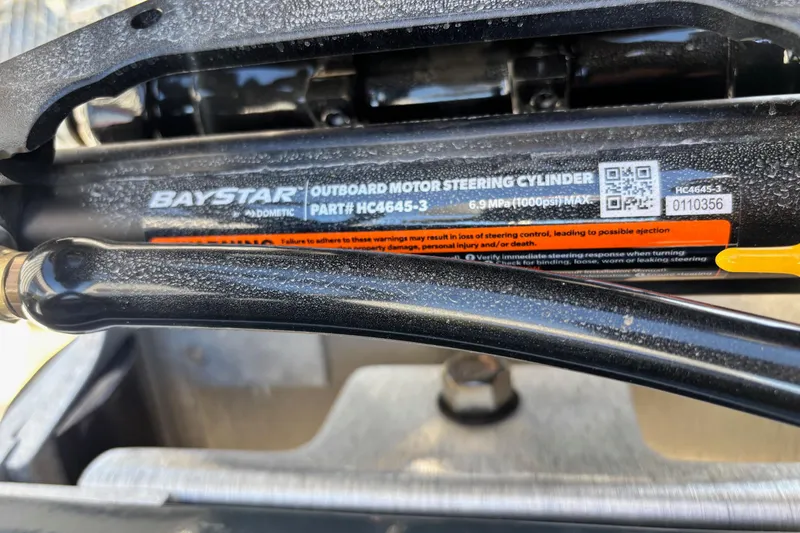 BAYSTAR™
by DOMETIC
OUTBOARD MOTOR STEERING CYLINDER
PART# HC4645-3 6.9 MPa (1000psi) MAX
HC4645-3
0110356
WARNING Failure to adhere to these warnings may result in loss of steering control, leading to possible ejection
property damage, personal injury and/or death.
Verify immediate steering response when turning
Check for binding, loose, worn or leaking steering